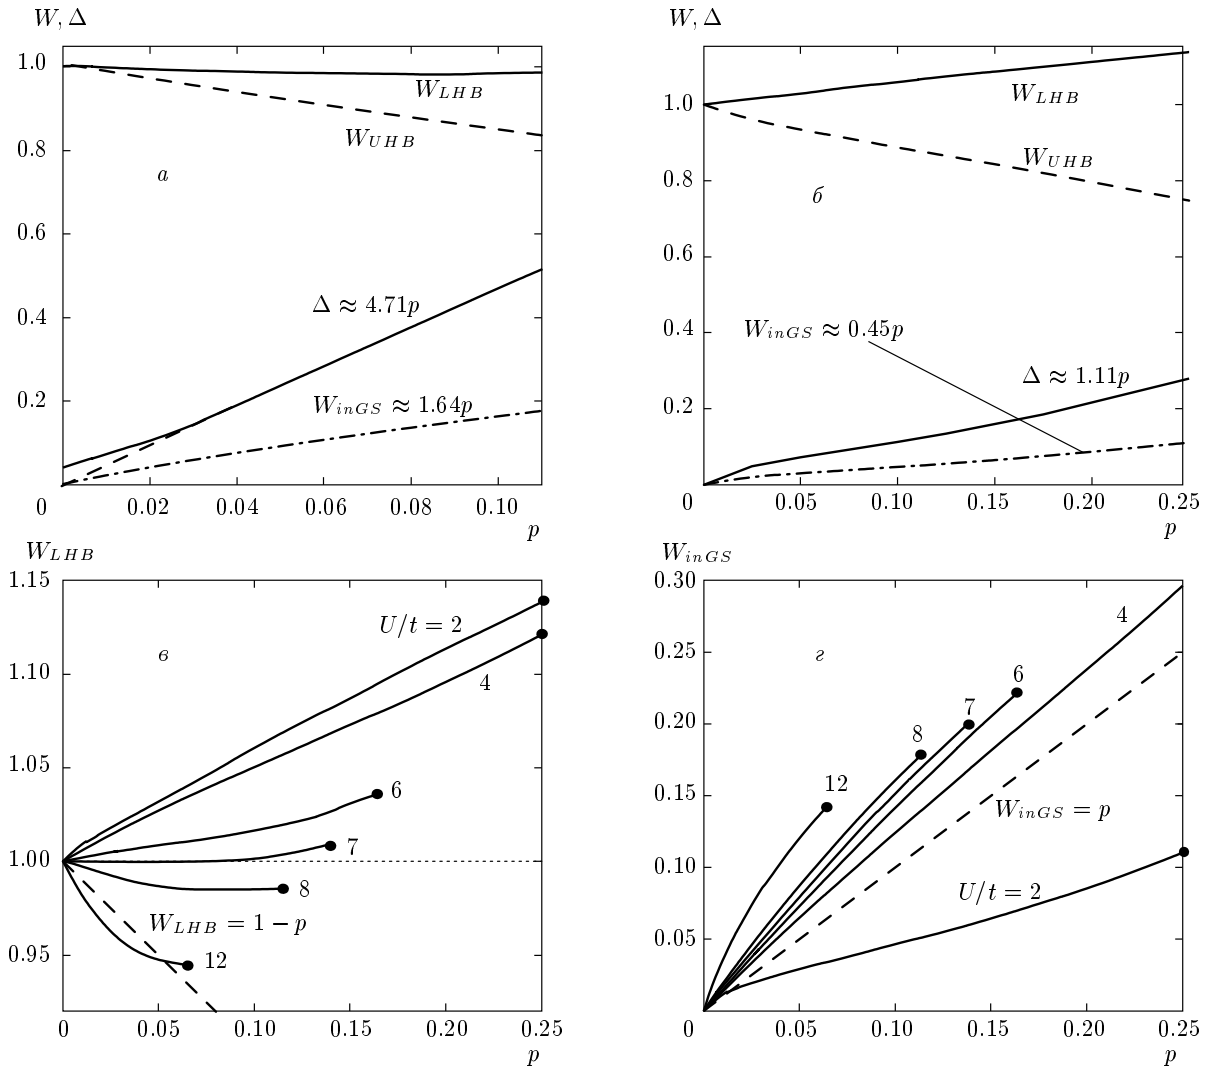 W, Δ
1.0
0.8
0.6
0.4
0.2
0
0.02
0.04
0.06
0.08
0.10
p
W_{LHB}
W_{UHB}
а
Δ ≈ 4.71p
W_{inGS} ≈ 1.64p
W, Δ
1.0
0.8
0.6
0.4
0.2
0
0.05
0.10
0.15
0.20
0.25
p
W_{LHB}
W_{UHB}
б
W_{inGS} ≈ 0.45p
Δ ≈ 1.11p
W_{LHB}
1.15
1.10
1.05
1.00
0.95
0
0.05
0.10
0.15
0.20
0.25
p
U/t = 2
в
4
6
7
8
W_{LHB} = 1 − p
12
W_{inGS}
0.30
0.25
0.20
0.15
0.10
0.05
0
0.05
0.10
0.15
0.20
0.25
p
4
г
6
7
8
12
W_{inGS} = p
U/t = 2